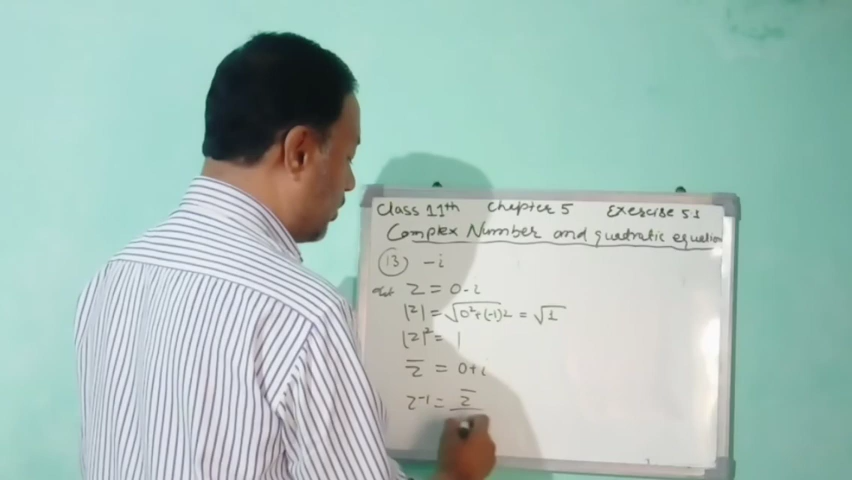 Class 11th Chapter 5 Exercise 5.1
Complex Number and quadratic equation
13 -i
let z = 0-i
|z| = √0²+(-1)2 = √1
|z|² = 1
z̅ = 0+i
z-1 = z̅